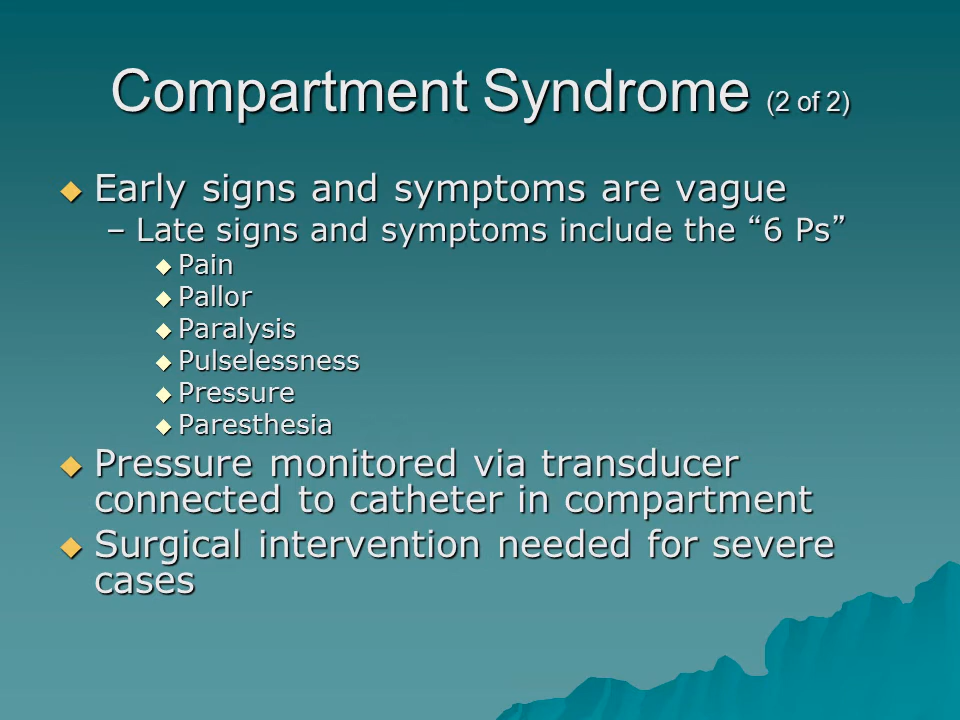 Compartment Syndrome (2 of 2)
Early signs and symptoms are vague
– Late signs and symptoms include the “6 Ps”
Pain
Pallor
Paralysis
Pulselessness
Pressure
Paresthesia
Pressure monitored via transducer
connected to catheter in compartment
Surgical intervention needed for severe
cases